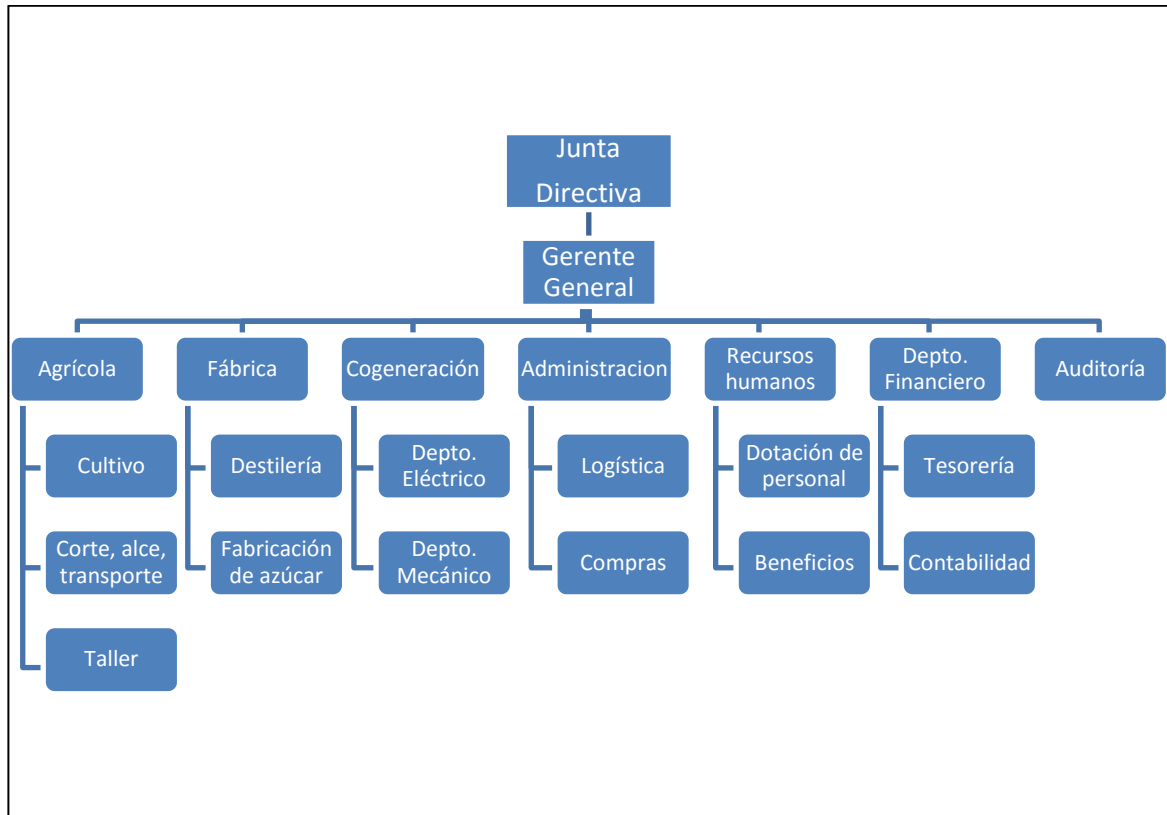 Junta
Directiva
Gerente
General
Agrícola
Fábrica
Cogeneración
Administracion
Recursos
humanos
Depto.
Financiero
Auditoría
Cultivo
Destilería
Depto.
Eléctrico
Logística
Dotación de
personal
Tesorería
Corte, alce,
transporte
Fabricación
de azúcar
Depto.
Mecánico
Compras
Beneficios
Contabilidad
Taller